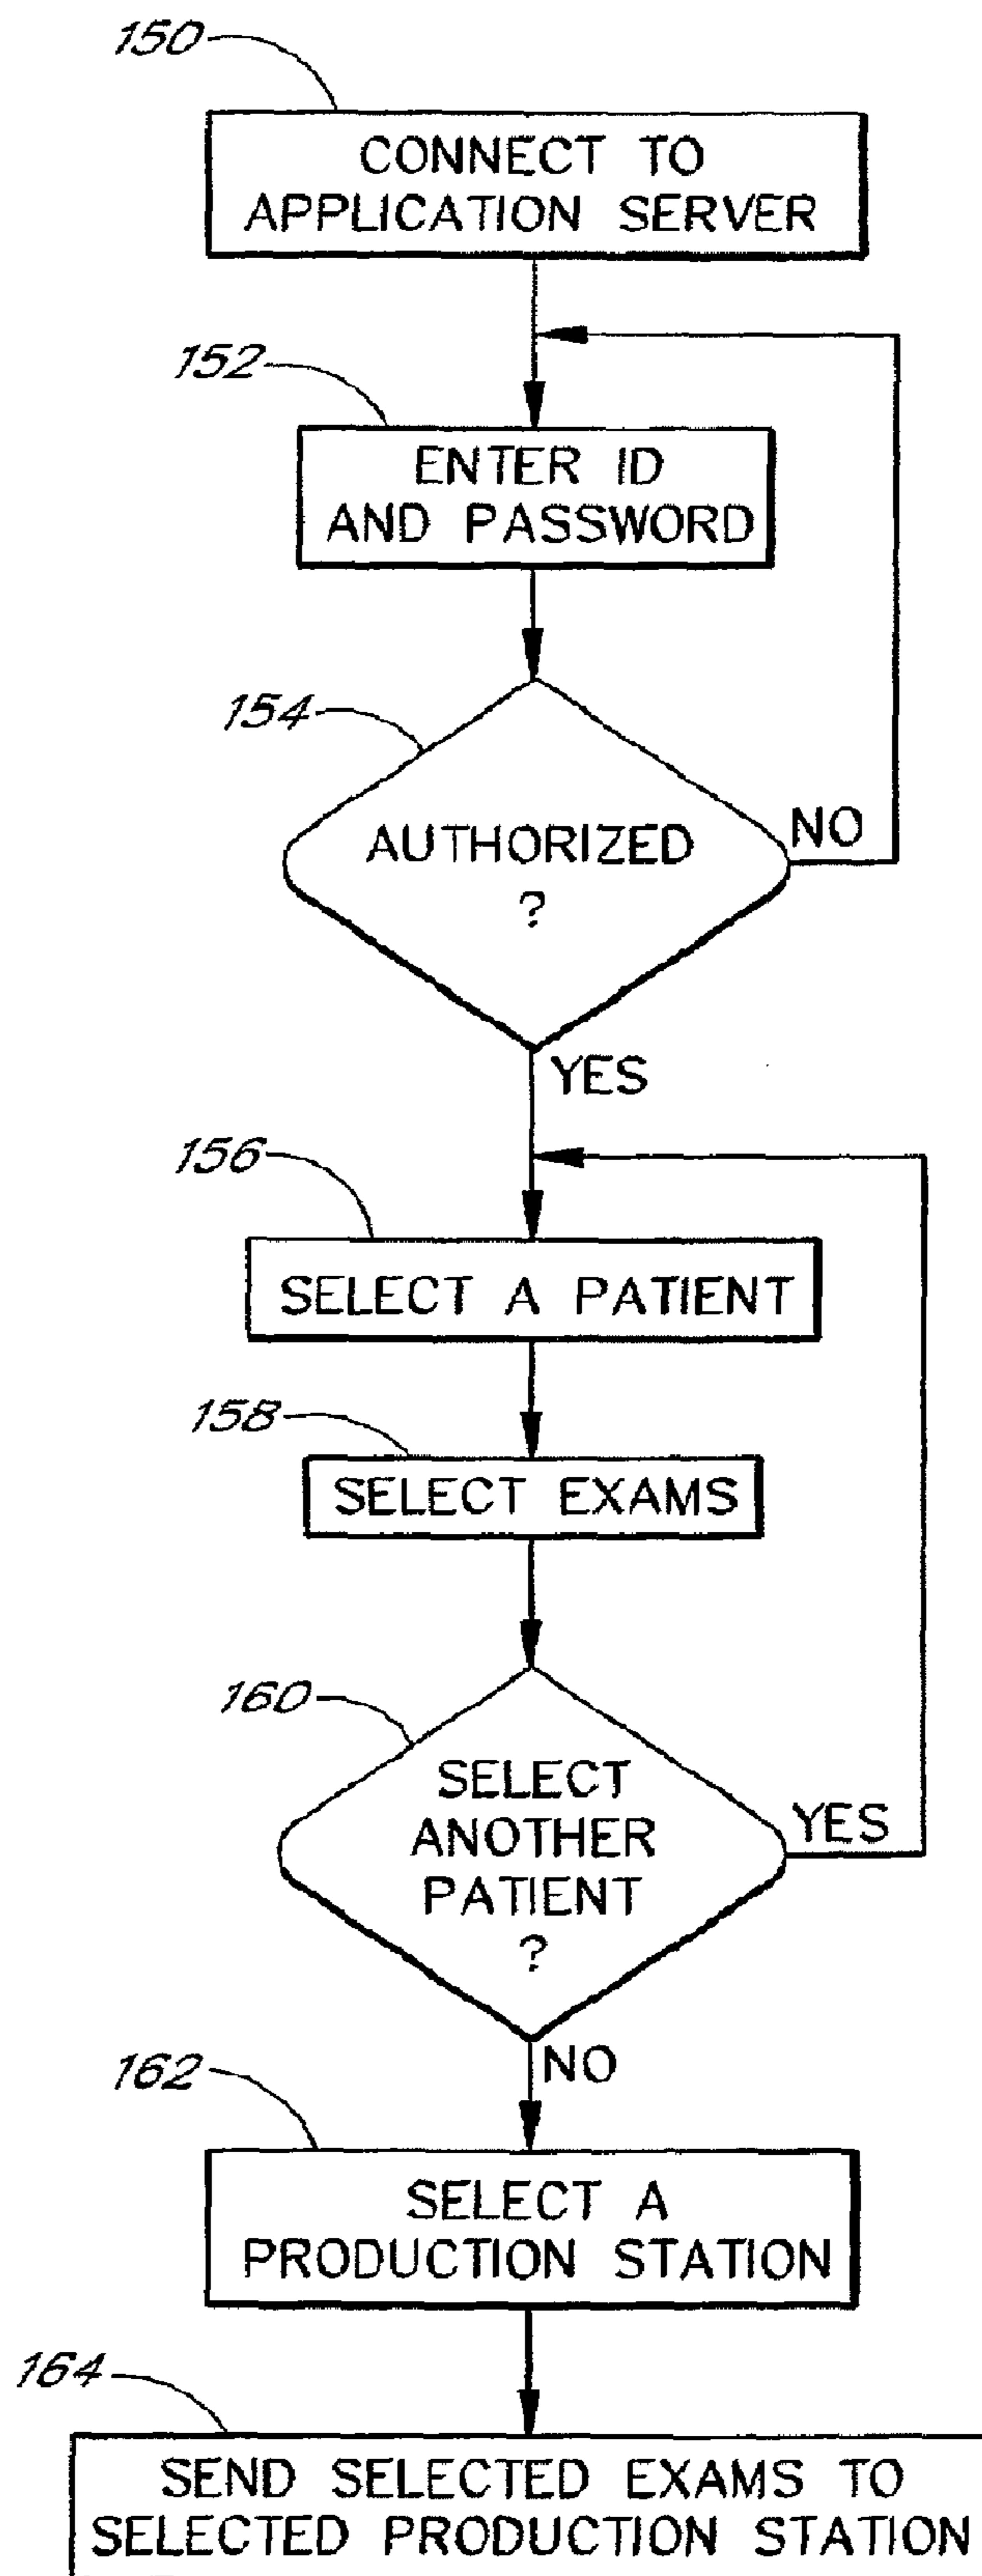 150
CONNECT TO
APPLICATION SERVER
152
ENTER ID
AND PASSWORD
154
AUTHORIZED
?
NO
YES
156
SELECT A PATIENT
158
SELECT EXAMS
160
SELECT
ANOTHER
PATIENT
?
YES
NO
162
SELECT A
PRODUCTION STATION
164
SEND SELECTED EXAMS TO
SELECTED PRODUCTION STATION